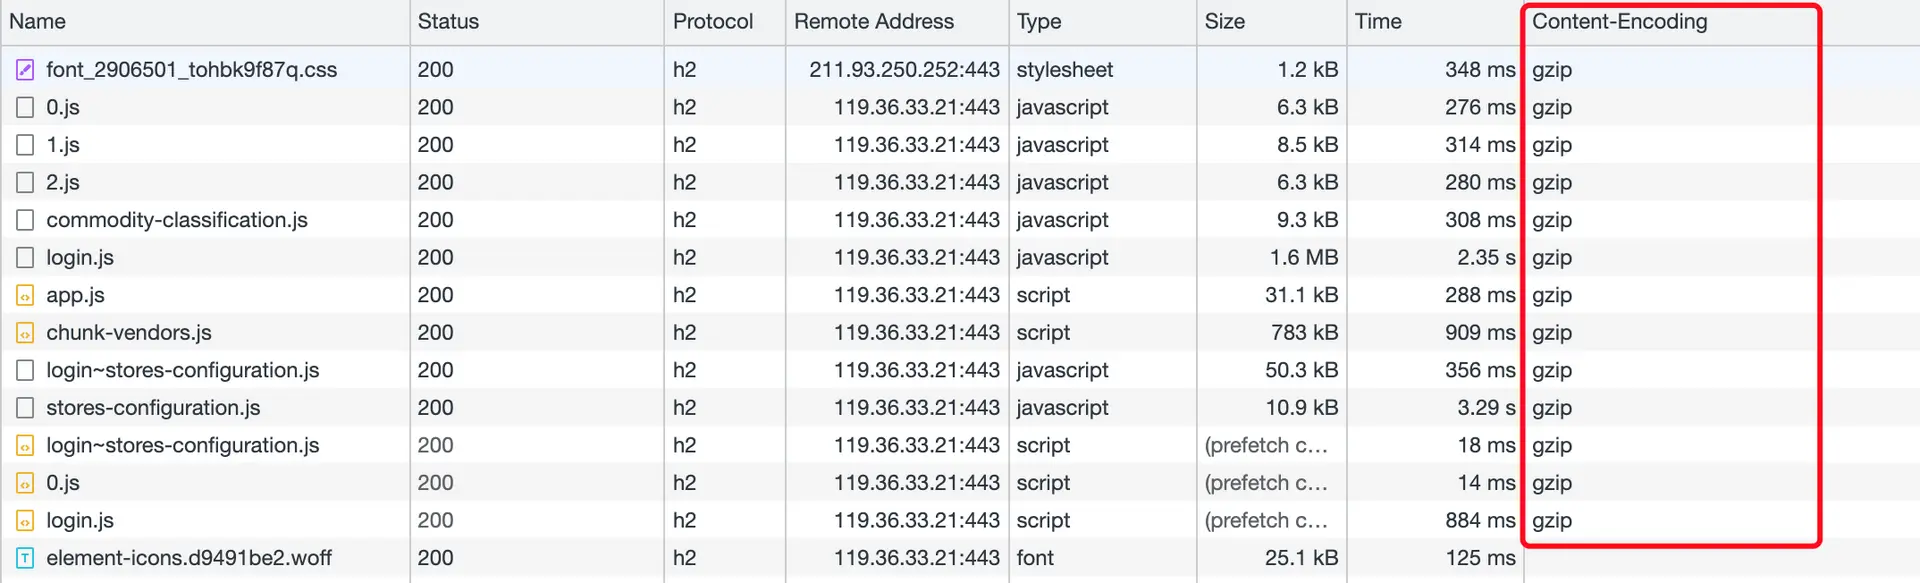 Name Status Protocol Remote Address Type Size Time Content-Encoding
font_2906501_tohbk9f87q.css 200 h2 211.93.250.252:443 stylesheet 1.2 kB 348 ms gzip
0.js 200 h2 119.36.33.21:443 javascript 6.3 kB 276 ms gzip
1.js 200 h2 119.36.33.21:443 javascript 8.5 kB 314 ms gzip
2.js 200 h2 119.36.33.21:443 javascript 6.3 kB 280 ms gzip
commodity-classification.js 200 h2 119.36.33.21:443 javascript 9.3 kB 308 ms gzip
login.js 200 h2 119.36.33.21:443 javascript 1.6 MB 2.35 s gzip
app.js 200 h2 119.36.33.21:443 script 31.1 kB 288 ms gzip
chunk-vendors.js 200 h2 119.36.33.21:443 script 783 kB 909 ms gzip
login~stores-configuration.js 200 h2 119.36.33.21:443 javascript 50.3 kB 356 ms gzip
stores-configuration.js 200 h2 119.36.33.21:443 javascript 10.9 kB 3.29 s gzip
login~stores-configuration.js 200 h2 119.36.33.21:443 script (prefetch c... 18 ms gzip
0.js 200 h2 119.36.33.21:443 script (prefetch c... 14 ms gzip
login.js 200 h2 119.36.33.21:443 script (prefetch c... 884 ms gzip
element-icons.d9491be2.woff 200 h2 119.36.33.21:443 font 25.1 kB 125 ms